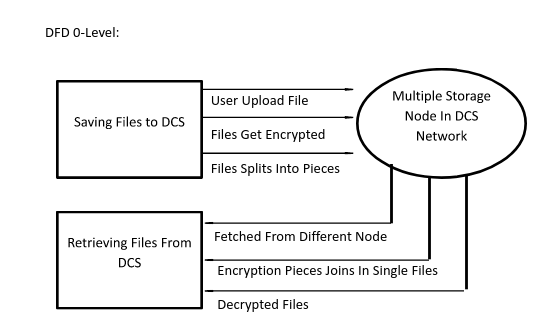 DFD 0-Level:
Saving Files to DCS
User Upload File
Files Get Encrypted
Files Splits Into Pieces
Multiple Storage
Node In DCS
Network
Retrieving Files From
DCS
Fetched From Different Node
Encryption Pieces Joins In Single Files
Decrypted Files